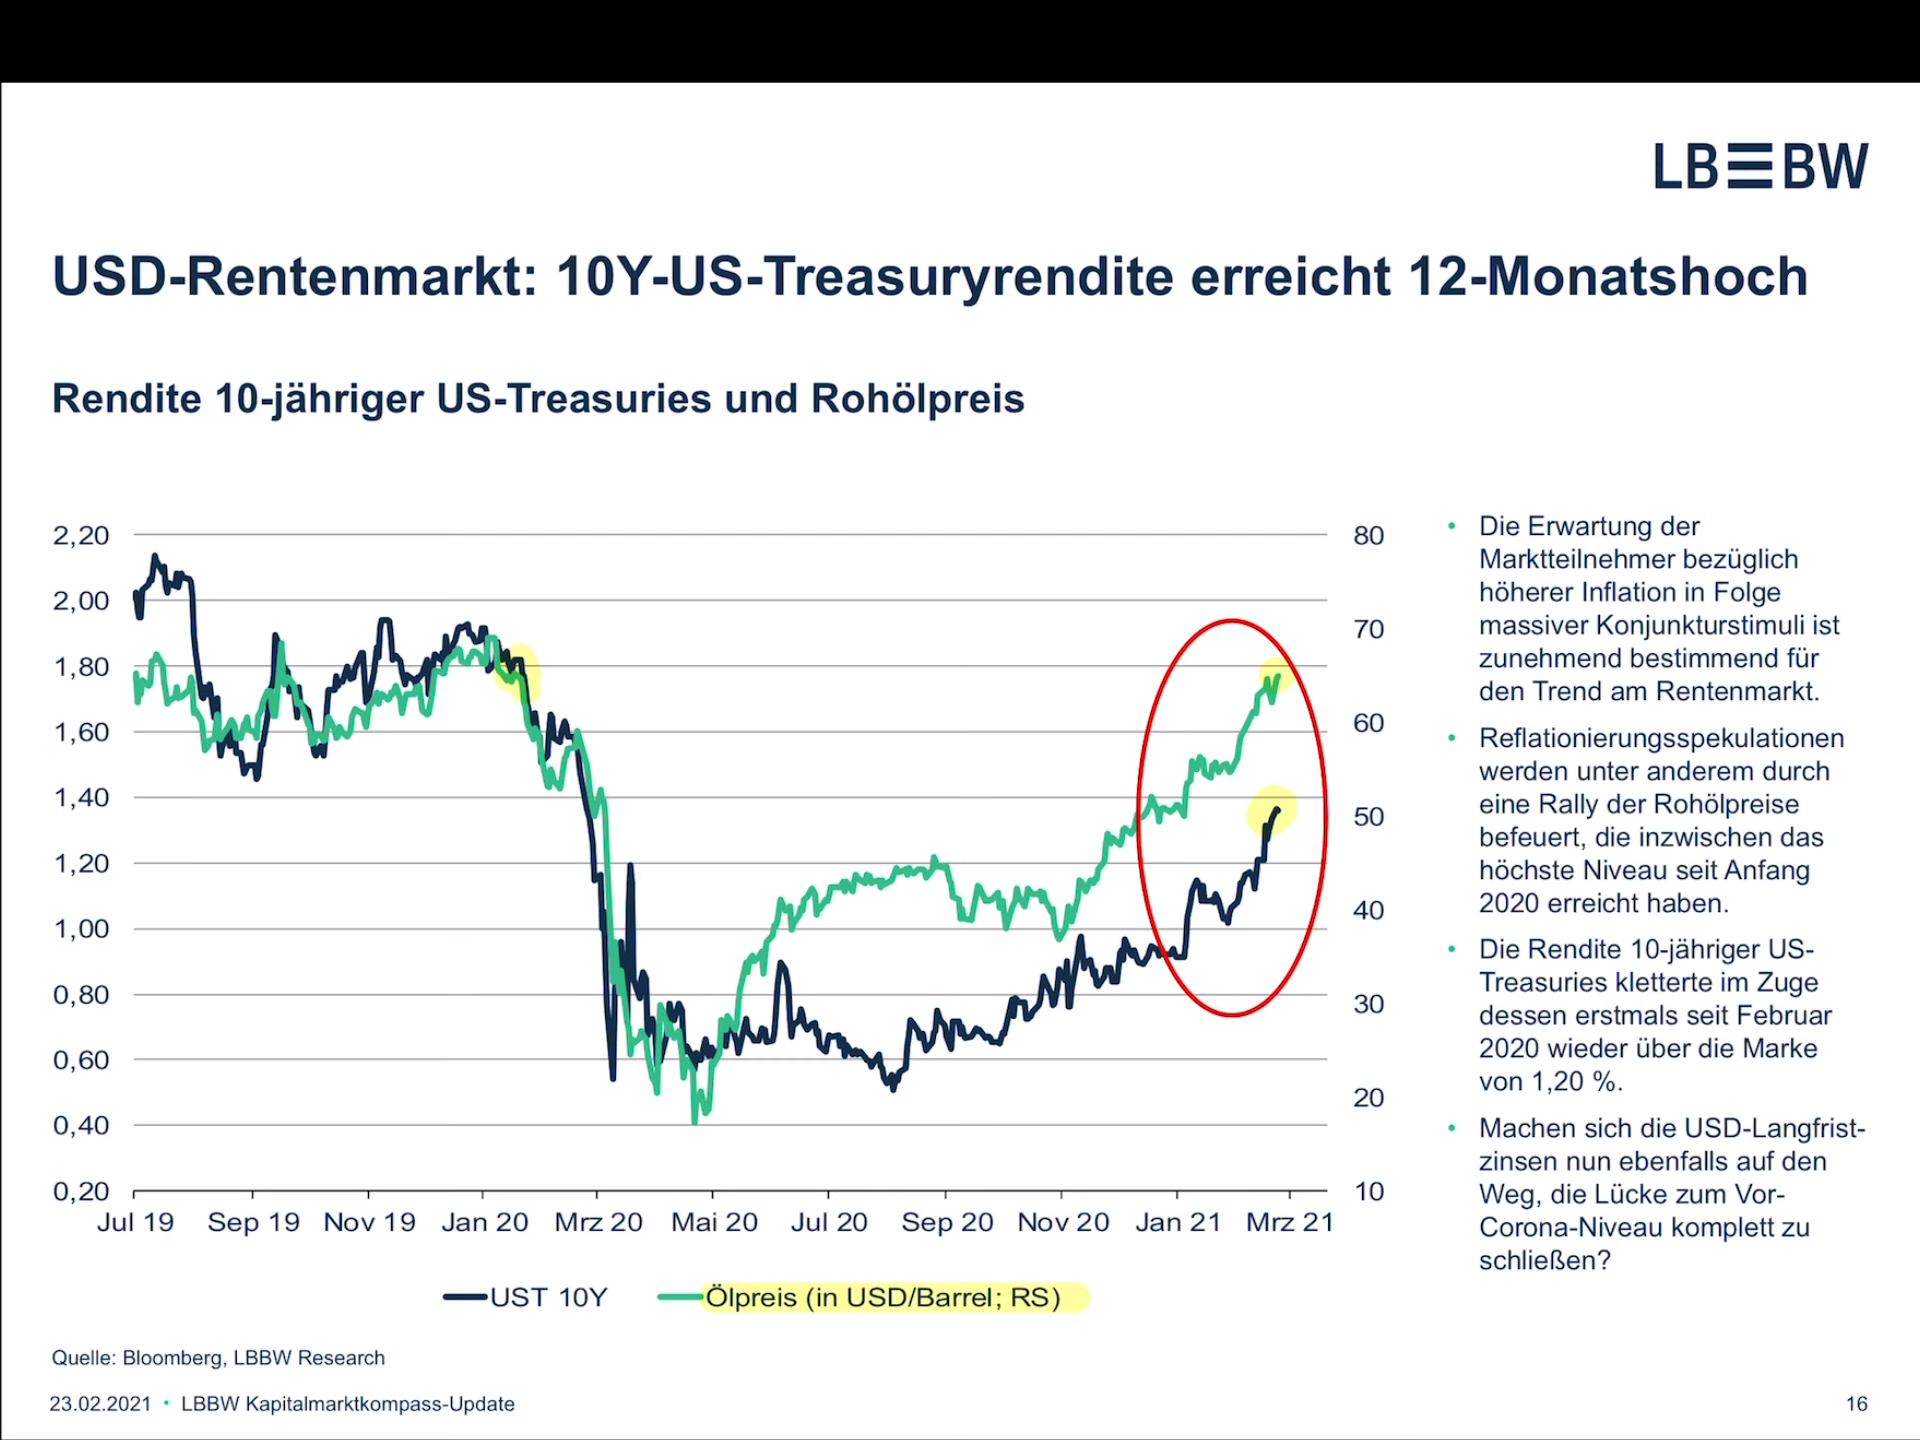 LBBW
USD-Rentenmarkt: 10Y-US-Treasuryrendite erreicht 12-Monatshoch
Rendite 10-jähriger US-Treasuries und Rohölpreis
2,20
2,00
1,80
1,60
1,40
1,20
1,00
0,80
0,60
0,40
0,20
80
70
60
50
40
30
20
10
Jul 19 Sep 19 Nov 19 Jan 20 Mrz 20 Mai 20 Jul 20 Sep 20 Nov 20 Jan 21 Mrz 21
UST 10Y Ölpreis (in USD/Barrel; RS)
• Die Erwartung der
Marktteilnehmer bezüglich
höherer Inflation in Folge
massiver Konjunkturstimuli ist
zunehmend bestimmend für
den Trend am Rentenmarkt.
• Reflationierungsspekulationen
werden unter anderem durch
eine Rally der Rohölpreise
befeuert, die inzwischen das
höchste Niveau seit Anfang
2020 erreicht haben.
• Die Rendite 10-jähriger US-
Treasuries kletterte im Zuge
dessen erstmals seit Februar
2020 wieder über die Marke
von 1,20 %.
• Machen sich die USD-Langfrist-
zinsen nun ebenfalls auf den
Weg, die Lücke zum Vor-
Corona-Niveau komplett zu
schließen?
Quelle: Bloomberg, LBBW Research
23.02.2021 • LBBW Kapitalmarktkompass-Update
16